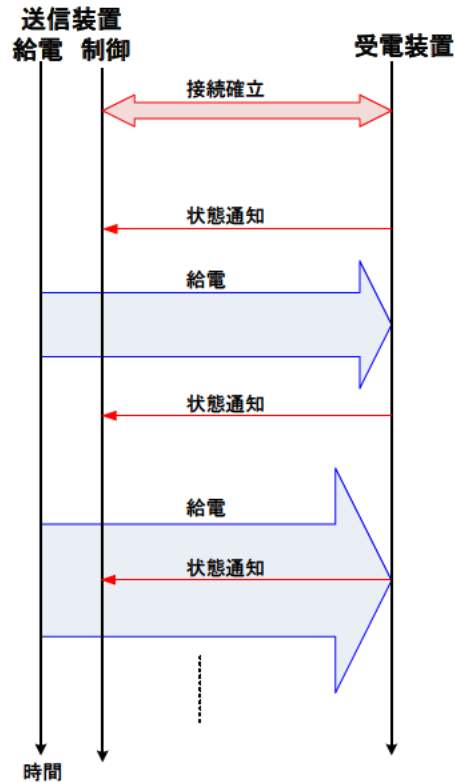 送信装置
給電 制御
受電装置
接続確立
状態通知
給電
状態通知
給電
状態通知
時間